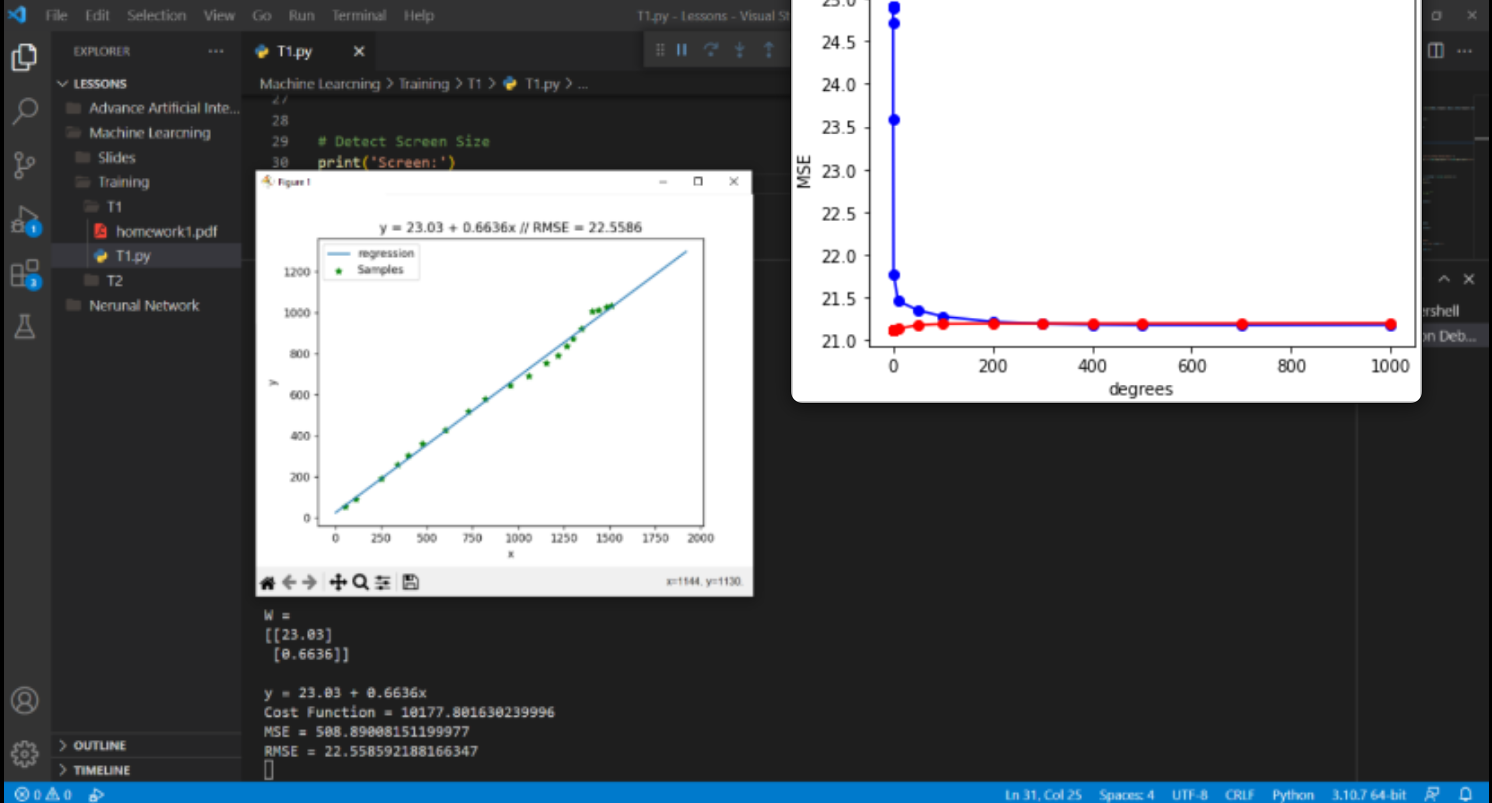 File Edit Selection View Go Run Terminal Help
T1.py - Lessons - Visual
EXPLORER
T1.py
LESSONS
Machine Learcning > Training > T1 > T1.py > ...
Advance Artificial Inte...
Machine Learcning
Slides
Training
T1
homework1.pdf
T1.py
T2
Nerunal Network
27
28
29 # Detect Screen Size
30 print('Screen:')
Figure 1
y = 23.03 + 0.6636x // RMSE = 22.5586
regression
Samples
1200
1000
800
600
400
200
0
y
0 250 500 750 1000 1250 1500 1750 2000
x
x=1144. y=1130.
25.0
24.5
24.0
23.5
23.0
22.5
22.0
21.5
21.0
MSE
0 200 400 600 800 1000
degrees
ershell
on Deb...
W =
[[23.03]
[0.6636]]
y = 23.03 + 0.6636x
Cost Function = 10177.801630239996
MSE = 508.89008151199977
RMSE = 22.558592188166347
1
3
OUTLINE
TIMELINE
0 0
Ln 31, Col 25 Spaces: 4 UTF-8 CRLF Python 3.10.7 64-bit